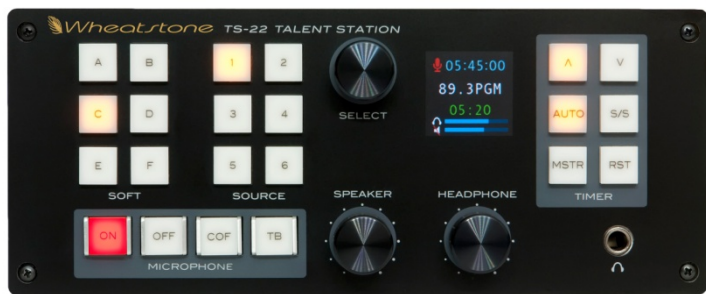 Wheatstone TS-22 TALENT STATION
A B
C D
E F
SOFT
1 2
3 4
5 6
SOURCE
SELECT
05:45:00
89.3PGM
05:20
Λ V
AUTO S/S
MSTR RST
TIMER
ON OFF COF TB
MICROPHONE
SPEAKER
HEADPHONE